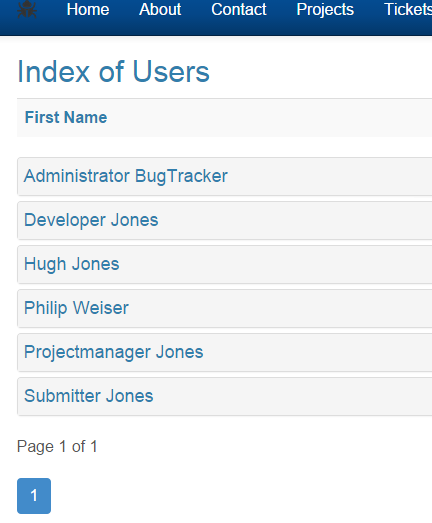 Home About Contact Projects Tickets
Index of Users
First Name
Administrator BugTracker
Developer Jones
Hugh Jones
Philip Weiser
Projectmanager Jones
Submitter Jones
Page 1 of 1
1